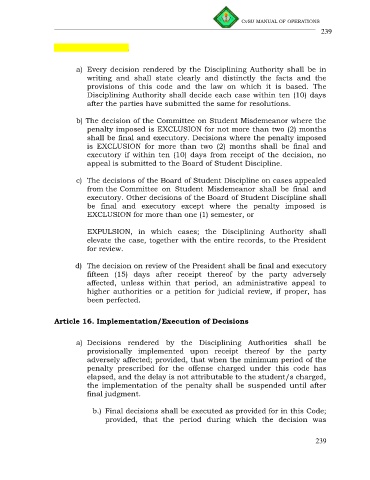 CvSU MANUAL OF OPERATIONS
239
a) Every decision rendered by the Disciplining Authority shall be in
writing and shall state clearly and distinctly the facts and the
provisions of this code and the law on which it is based. The
Disciplining Authority shall decide each case within ten (10) days
after the parties have submitted the same for resolutions.
b) The decision of the Committee on Student Misdemeanor where the
penalty imposed is EXCLUSION for not more than two (2) months
shall be final and executory. Decisions where the penalty imposed
is EXCLUSION for more than two (2) months shall be final and
executory if within ten (10) days from receipt of the decision, no
appeal is submitted to the Board of Student Discipline.
c) The decisions of the Board of Student Discipline on cases appealed
from the Committee on Student Misdemeanor shall be final and
executory. Other decisions of the Board of Student Discipline shall
be final and executory except where the penalty imposed is
EXCLUSION for more than one (1) semester, or
EXPULSION, in which cases; the Disciplining Authority shall
elevate the case, together with the entire records, to the President
for review.
d) The decision on review of the President shall be final and executory
fifteen (15) days after receipt thereof by the party adversely
affected, unless within that period, an administrative appeal to
higher authorities or a petition for judicial review, if proper, has
been perfected.
Article 16. Implementation/Execution of Decisions
a) Decisions rendered by the Disciplining Authorities shall be
provisionally implemented upon receipt thereof by the party
adversely affected; provided, that when the minimum period of the
penalty prescribed for the offense charged under this code has
elapsed, and the delay is not attributable to the student/s charged,
the implementation of the penalty shall be suspended until after
final judgment.
b.) Final decisions shall be executed as provided for in this Code;
provided, that the period during which the decision was
239